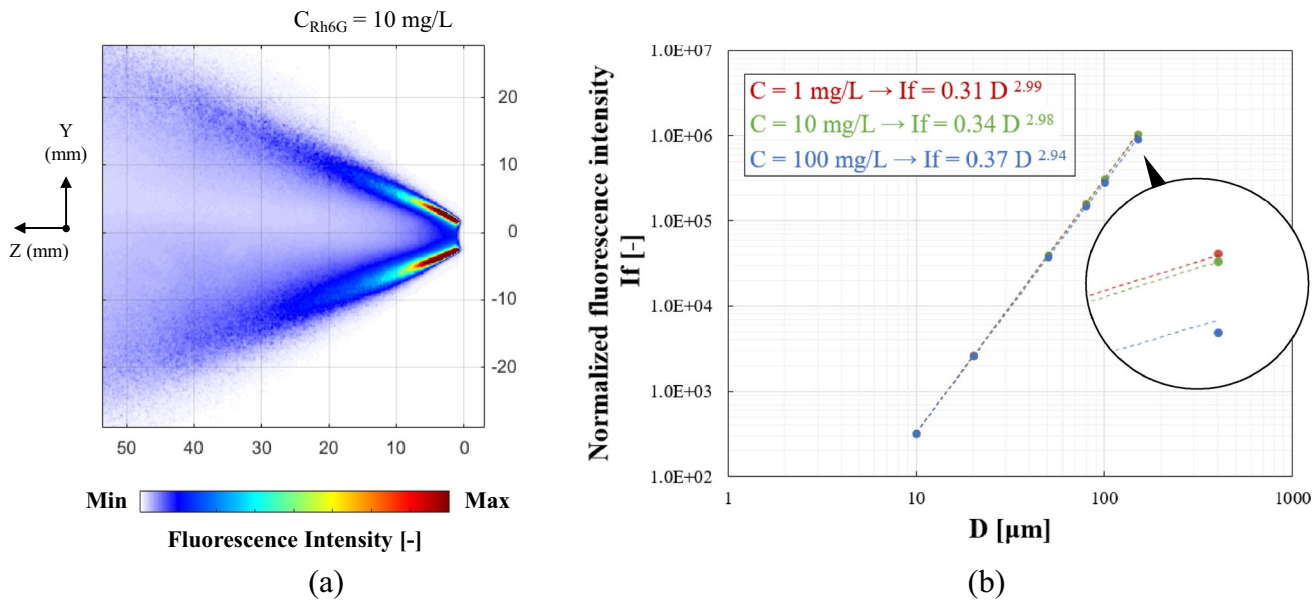 C_Rh6G = 10 mg/L
Y
(mm)
Z (mm)
20
10
0
-10
-20
50 40 30 20 10 0
Min Max
Fluorescence Intensity [-]
(a)
Normalized fluorescence intensity
If [-]
1.0E+07
1.0E+06
1.0E+05
1.0E+04
1.0E+03
1.0E+02
C = 1 mg/L → If = 0.31 D^2.99
C = 10 mg/L → If = 0.34 D^2.98
C = 100 mg/L → If = 0.37 D^2.94
1 10 100 1000
D [μm]
(b)